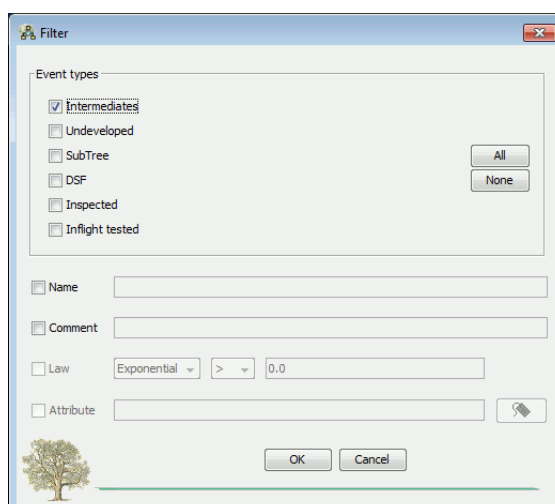 Filter
Event types
Intermediates
Undeveloped
SubTree
All
DSF
None
Inspected
Inflight tested
Name
Comment
Law Exponential > 0.0
Attribute
OK Cancel